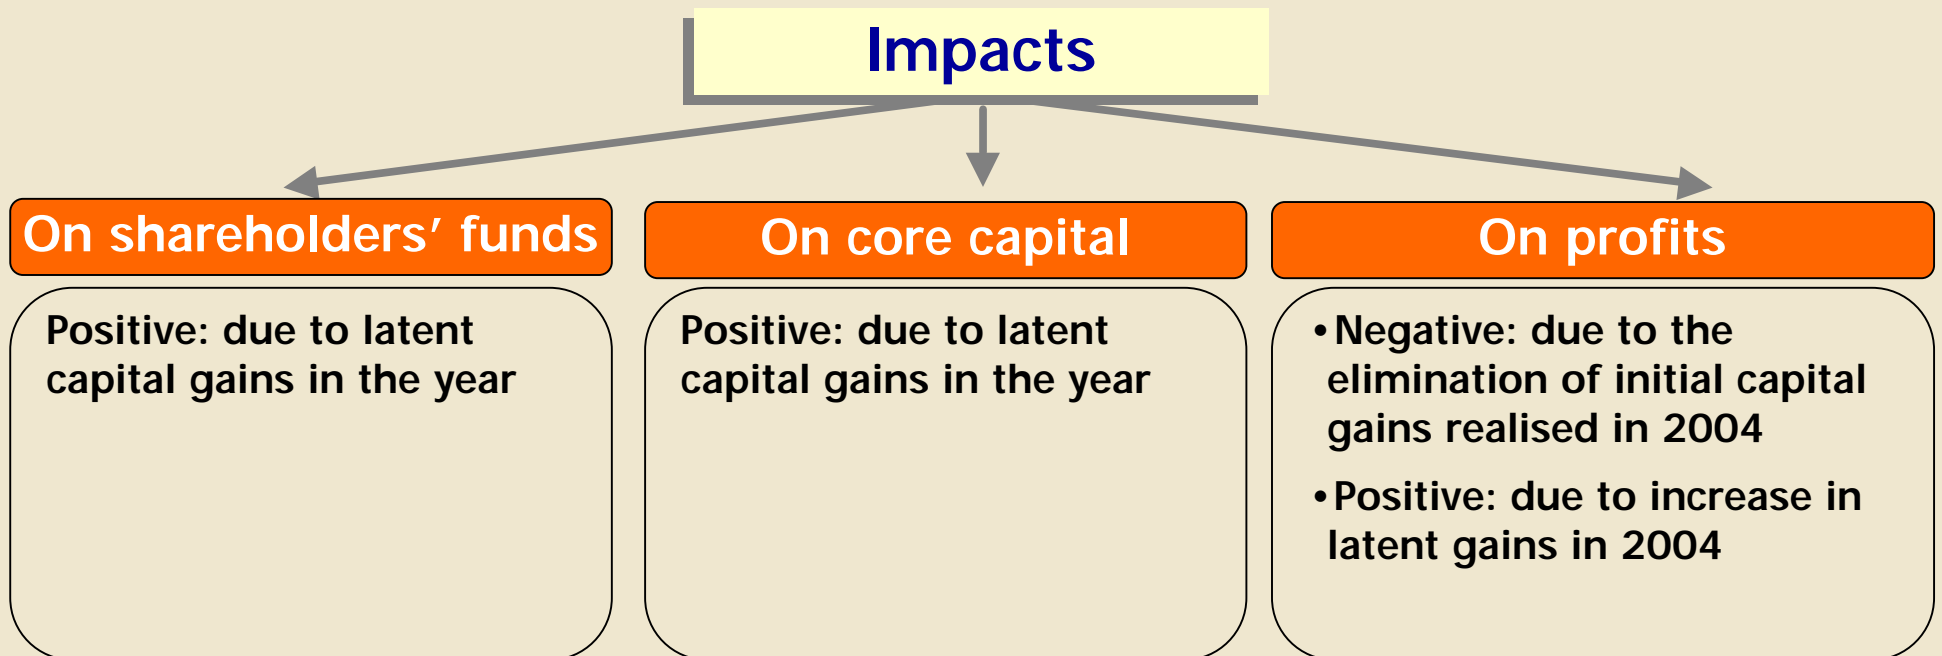 Impacts
On shareholders’ funds
Positive: due to latent
capital gains in the year
On core capital
Positive: due to latent
capital gains in the year
On profits
•Negative: due to the
elimination of initial capital
gains realised in 2004
•Positive: due to increase in
latent gains in 2004